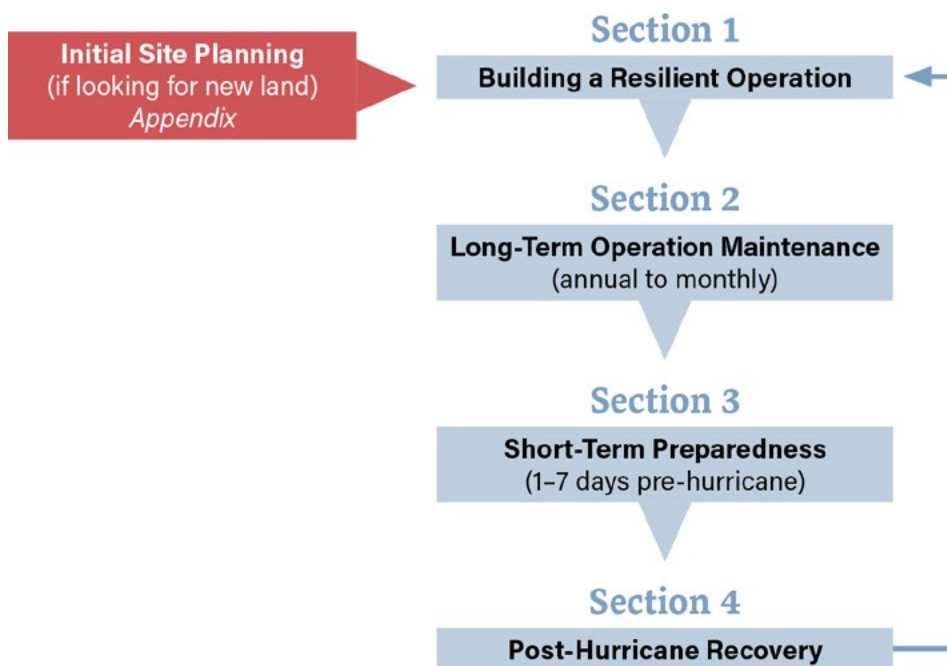 Initial Site Planning
(if looking for new land)
Appendix
Section 1
Building a Resilient Operation
Section 2
Long-Term Operation Maintenance
(annual to monthly)
Section 3
Short-Term Preparedness
(1–7 days pre-hurricane)
Section 4
Post-Hurricane Recovery